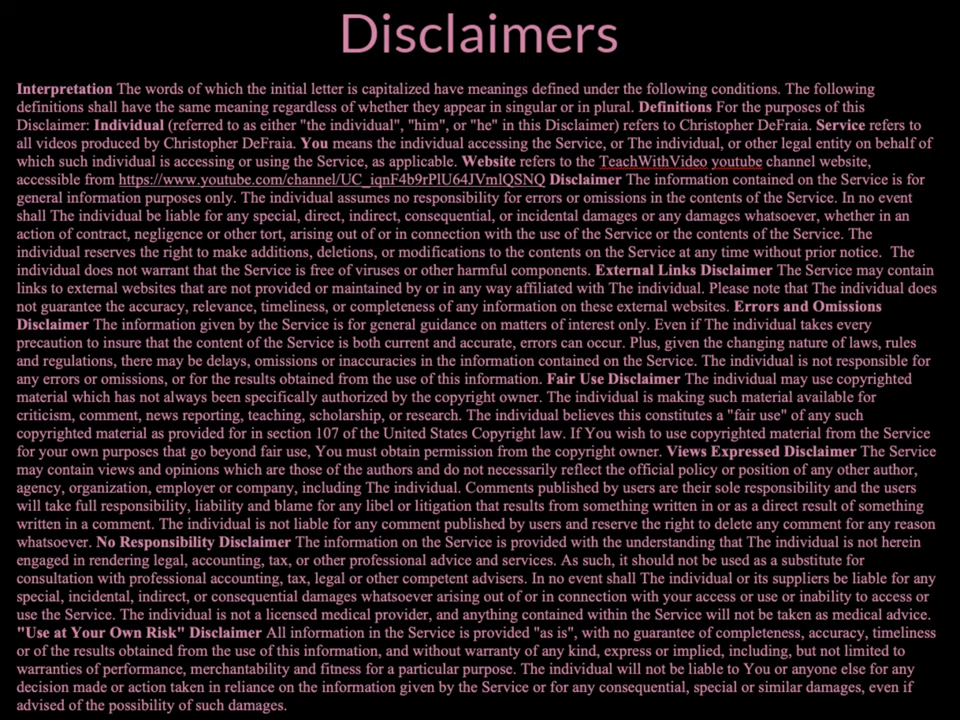 Disclaimers
Interpretation The words of which the initial letter is capitalized have meanings defined under the following conditions. The following
definitions shall have the same meaning regardless of whether they appear in singular or in plural. Definitions For the purposes of this
Disclaimer: Individual (referred to as either "the individual", "him", or "he" in this Disclaimer) refers to Christopher DeFraia. Service refers to
all videos produced by Christopher DeFraia. You means the individual accessing the Service, or The individual, or other legal entity on behalf of
which such individual is accessing or using the Service, as applicable. Website refers to the TeachWithVideo youtube channel website,
accessible from https://www.youtube.com/channel/UC_iqnF4b9rPlU64JVmlQSNQ Disclaimer The information contained on the Service is for
general information purposes only. The individual assumes no responsibility for errors or omissions in the contents of the Service. In no event
shall The individual be liable for any special, direct, indirect, consequential, or incidental damages or any damages whatsoever, whether in an
action of contract, negligence or other tort, arising out of or in connection with the use of the Service or the contents of the Service. The
individual reserves the right to make additions, deletions, or modifications to the contents on the Service at any time without prior notice. The
individual does not warrant that the Service is free of viruses or other harmful components. External Links Disclaimer The Service may contain
links to external websites that are not provided or maintained by or in any way affiliated with The individual. Please note that The individual does
not guarantee the accuracy, relevance, timeliness, or completeness of any information on these external websites. Errors and Omissions
Disclaimer The information given by the Service is for general guidance on matters of interest only. Even if The individual takes every
precaution to insure that the content of the Service is both current and accurate, errors can occur. Plus, given the changing nature of laws, rules
and regulations, there may be delays, omissions or inaccuracies in the information contained on the Service. The individual is not responsible for
any errors or omissions, or for the results obtained from the use of this information. Fair Use Disclaimer The individual may use copyrighted
material which has not always been specifically authorized by the copyright owner. The individual is making such material available for
criticism, comment, news reporting, teaching, scholarship, or research. The individual believes this constitutes a "fair use" of any such
copyrighted material as provided for in section 107 of the United States Copyright law. If You wish to use copyrighted material from the Service
for your own purposes that go beyond fair use, You must obtain permission from the copyright owner. Views Expressed Disclaimer The Service
may contain views and opinions which are those of the authors and do not necessarily reflect the official policy or position of any other author,
agency, organization, employer or company, including The individual. Comments published by users are their sole responsibility and the users
will take full responsibility, liability and blame for any libel or litigation that results from something written in or as a direct result of something
written in a comment. The individual is not liable for any comment published by users and reserve the right to delete any comment for any reason
whatsoever. No Responsibility Disclaimer The information on the Service is provided with the understanding that The individual is not herein
engaged in rendering legal, accounting, tax, or other professional advice and services. As such, it should not be used as a substitute for
consultation with professional accounting, tax, legal or other competent advisers. In no event shall The individual or its suppliers be liable for any
special, incidental, indirect, or consequential damages whatsoever arising out of or in connection with your access or use or inability to access or
use the Service. The individual is not a licensed medical provider, and anything contained within the Service will not be taken as medical advice.
"Use at Your Own Risk" Disclaimer All information in the Service is provided "as is", with no guarantee of completeness, accuracy, timeliness
or of the results obtained from the use of this information, and without warranty of any kind, express or implied, including, but not limited to
warranties of performance, merchantability and fitness for a particular purpose. The individual will not be liable to You or anyone else for any
decision made or action taken in reliance on the information given by the Service or for any consequential, special or similar damages, even if
advised of the possibility of such damages.